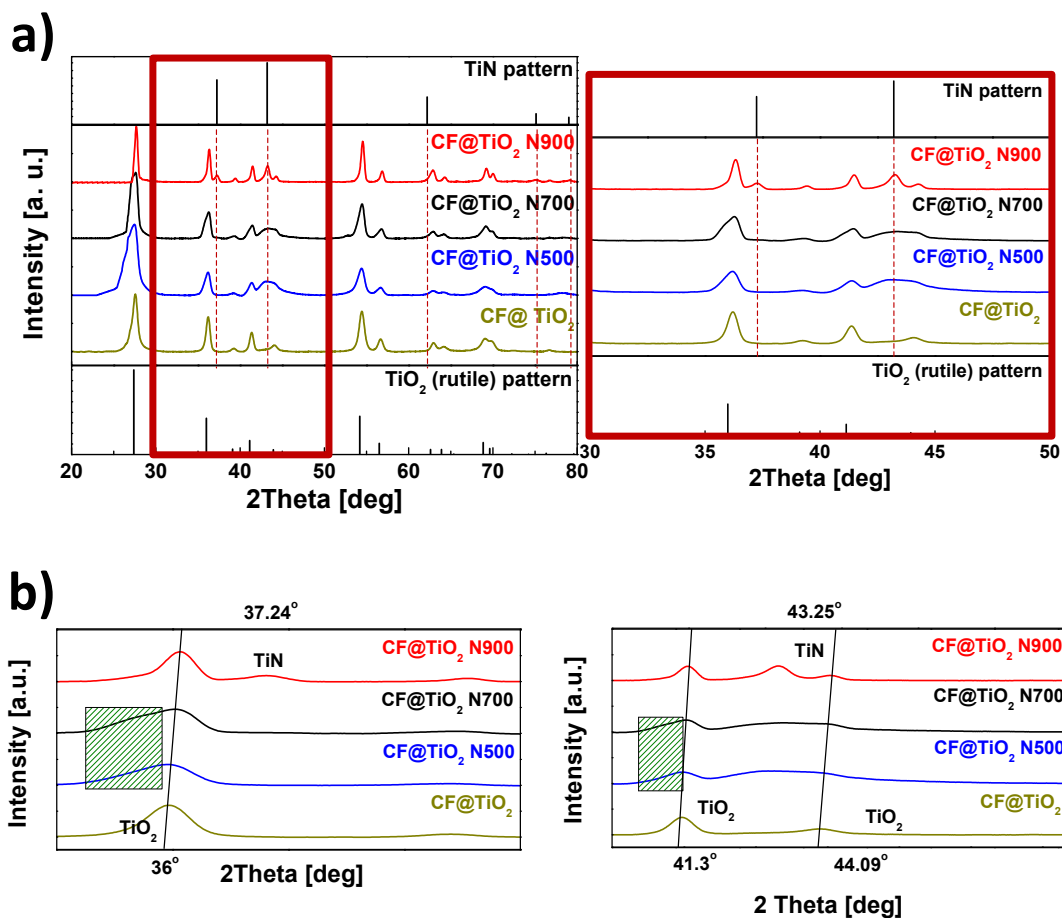 a)
TiN pattern
CF@TiO₂ N900
CF@TiO₂ N700
CF@TiO₂ N500
CF@ TiO₂
TiO₂ (rutile) pattern
Intensity [a. u.]
20 30 40 50 60 70 80
2Theta [deg]
TiN pattern
CF@TiO₂ N900
CF@TiO₂ N700
CF@TiO₂ N500
CF@TiO₂
TiO₂ (rutile) pattern
30 35 40 45 50
2Theta [deg]
b)
37.24°
CF@TiO₂ N900
TiN
CF@TiO₂ N700
CF@TiO₂ N500
CF@TiO₂
TiO₂
Intensity [a.u.]
36°
2Theta [deg]
43.25°
CF@TiO₂ N900
TiN
CF@TiO₂ N700
CF@TiO₂ N500
CF@TiO₂
TiO₂
TiO₂
Intensity [a.u.]
41.3° 44.09°
2 Theta [deg]